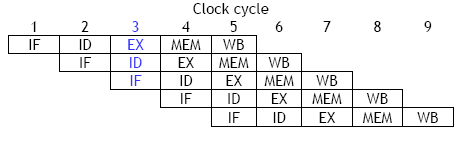 Clock cycle
1 2 3 4 5 6 7 8 9
IF ID EX MEM WB
IF ID EX MEM WB
IF ID EX MEM WB
IF ID EX MEM WB
IF ID EX MEM WB